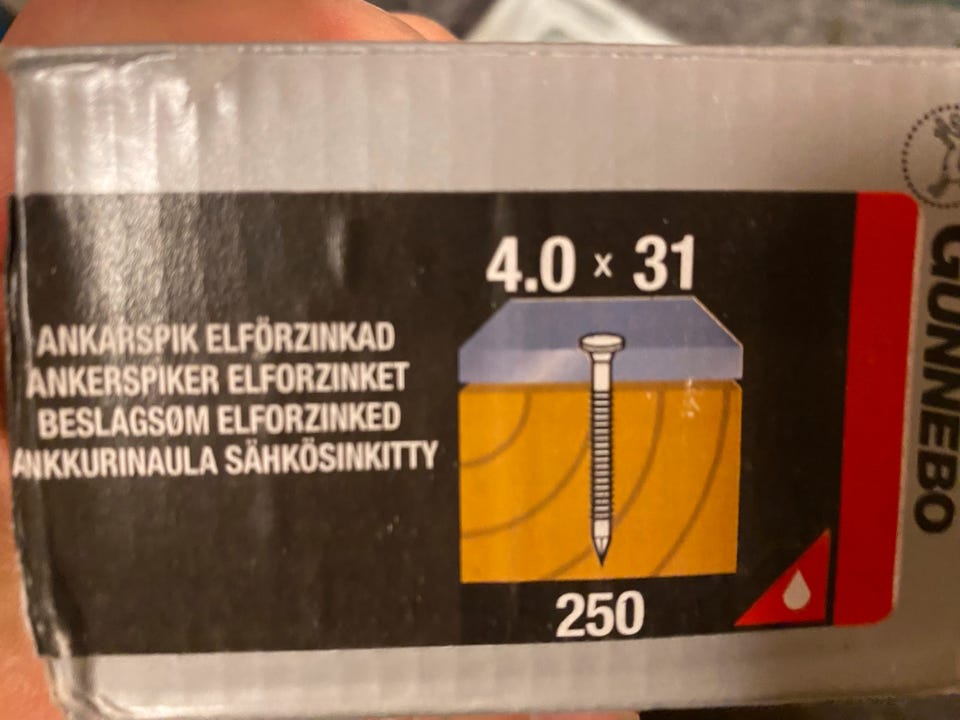 4.0 x 31
ANKARSPIK ELFÖRZINKAD
ANKERSPIKER ELFORZINKET
BESLAGSØM ELFORZINKED
ANKKURINAULA SÄHKÖSINKITTY
250
GUNNEBO